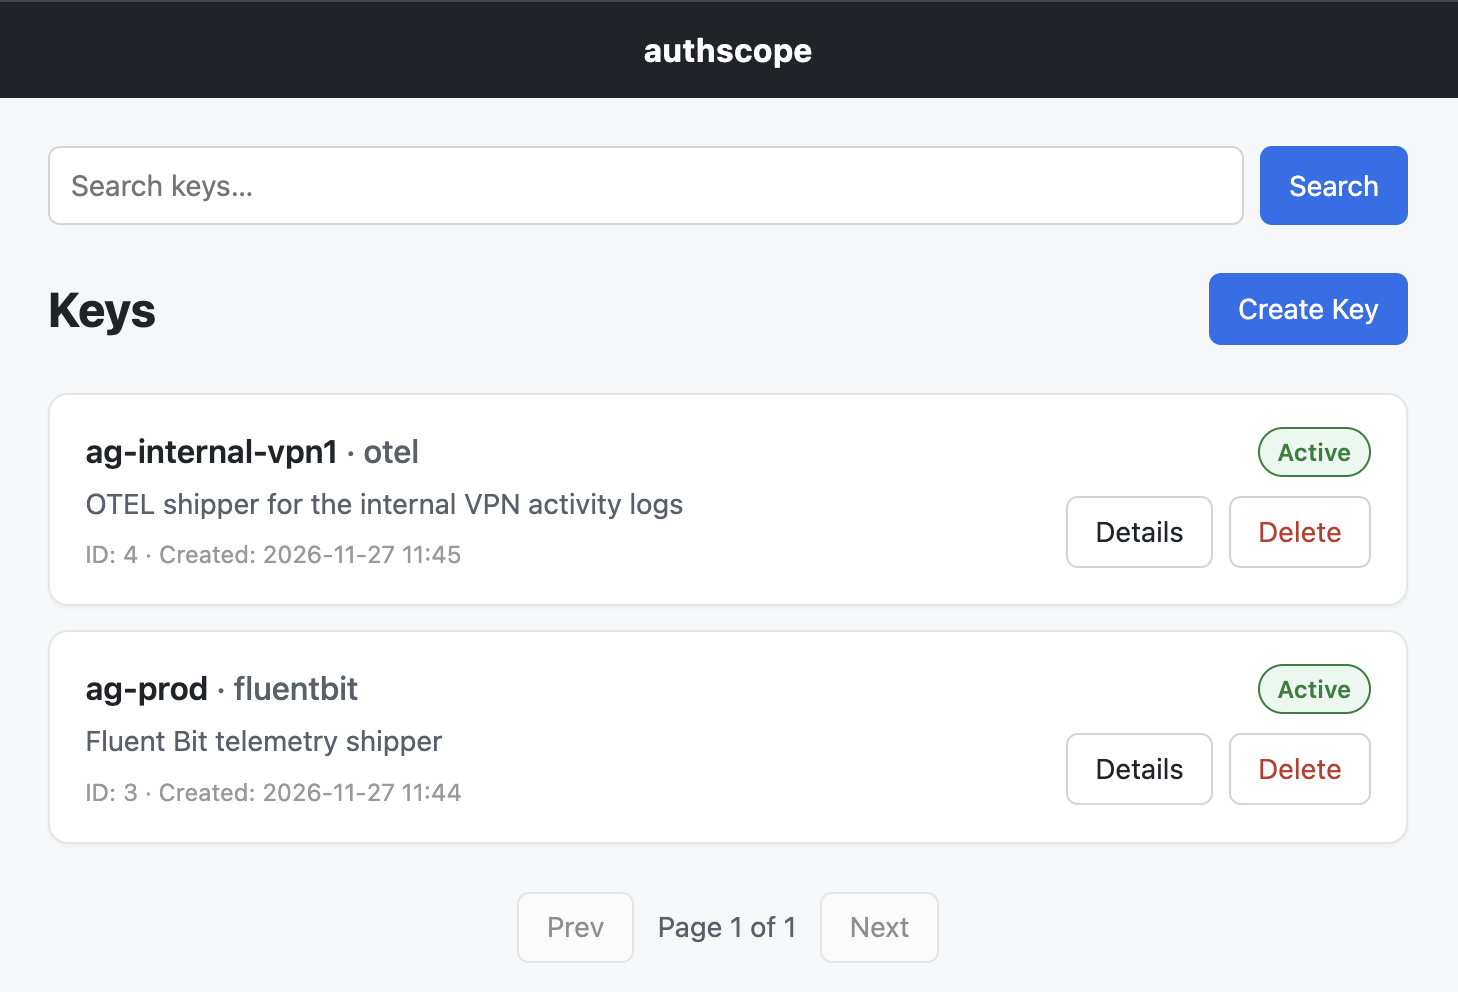 authscope
Search keys...
Search
Keys
Create Key
ag-internal-vpn1 · otel
Active
OTEL shipper for the internal VPN activity logs
Details
Delete
ID: 4 · Created: 2026-11-27 11:45
ag-prod · fluentbit
Active
Fluent Bit telemetry shipper
Details
Delete
ID: 3 · Created: 2026-11-27 11:44
Prev
Page 1 of 1
Next